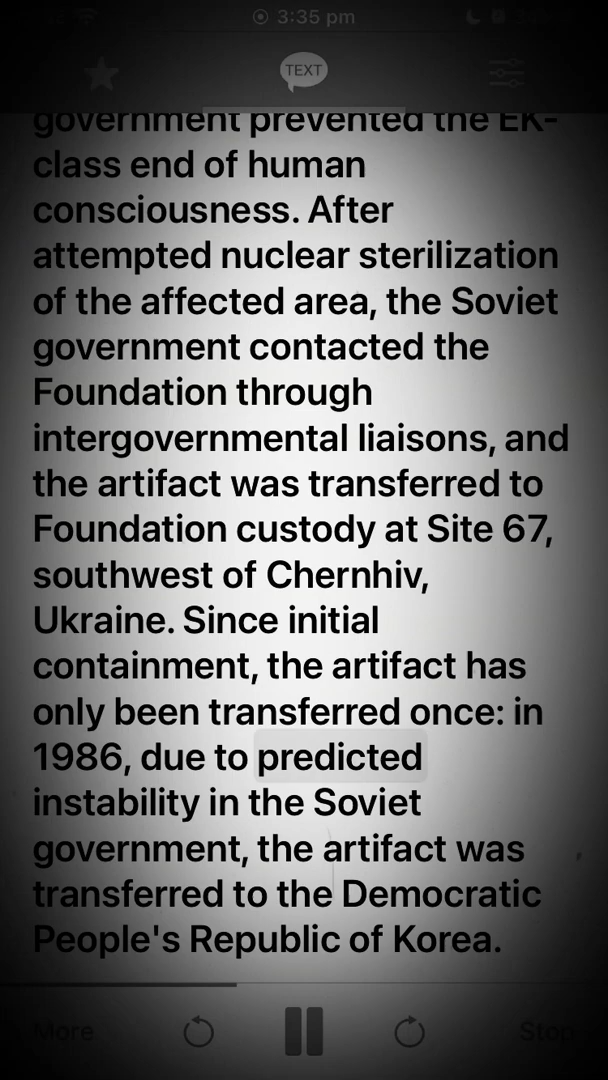 3:35 pm
TEXT
government prevented the EK-
class end of human
consciousness. After
attempted nuclear sterilization
of the affected area, the Soviet
government contacted the
Foundation through
intergovernmental liaisons, and
the artifact was transferred to
Foundation custody at Site 67,
southwest of Chernhiv,
Ukraine. Since initial
containment, the artifact has
only been transferred once: in
1986, due to predicted
instability in the Soviet
government, the artifact was
transferred to the Democratic
People's Republic of Korea.
More
Stop